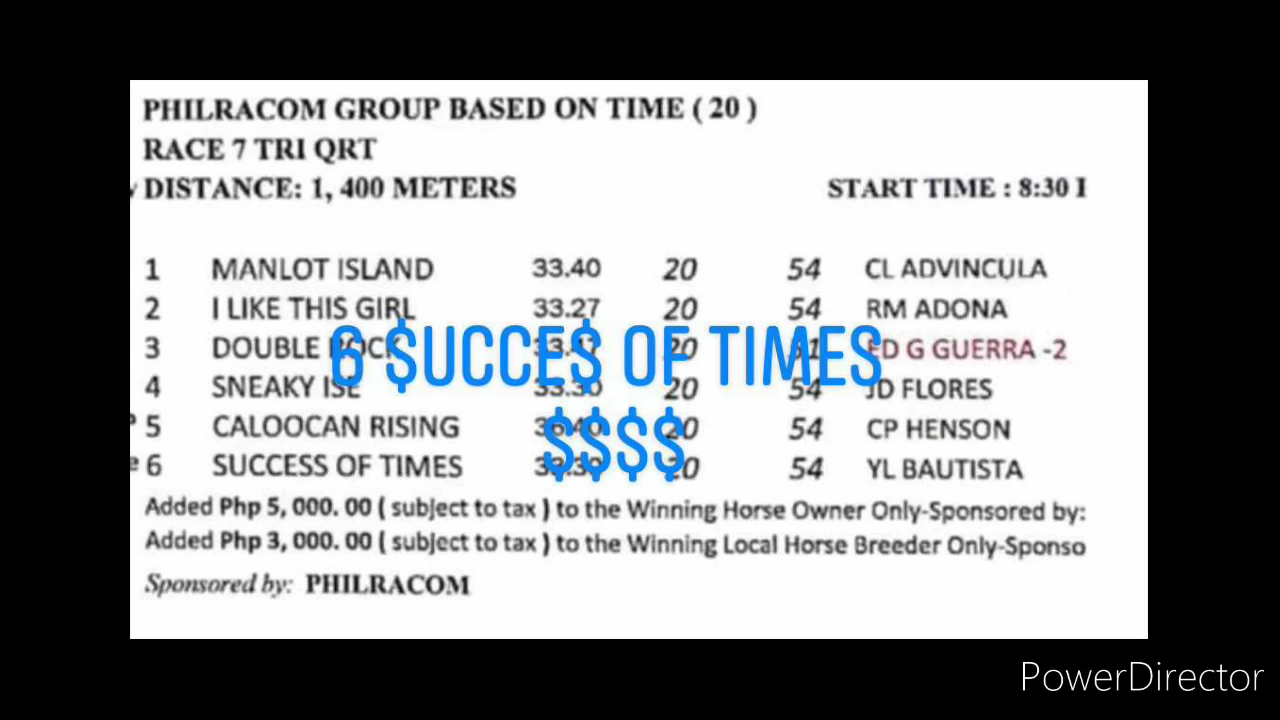 PHILRACOM GROUP BASED ON TIME ( 20 )
RACE 7 TRI QRT
DISTANCE: 1, 400 METERS START TIME : 8:30
1 MANLOT ISLAND 33.40 20 54 CL ADVINCULA
2 I LIKE THIS GIRL 33.27 20 54 RM ADONA
3 DOUBLE 20 ED G GUERRA -2
6 $UCCE$ OF TIMES
4 SNEAKY 20 54 JD FLORES
5 CALOOCAN RISING 20 54 CP HENSON
$$$$
6 SUCCESS OF TIMES 54 YL BAUTISTA
Added Php 5, 000. 00 ( subject to tax ) to the Winning Horse Owner Only-Sponsored by:
Added Php 3, 000. 00 ( subject to tax ) to the Winning Local Horse Breeder Only-Sponso
Sponsored by: PHILRACOM
PowerDirector